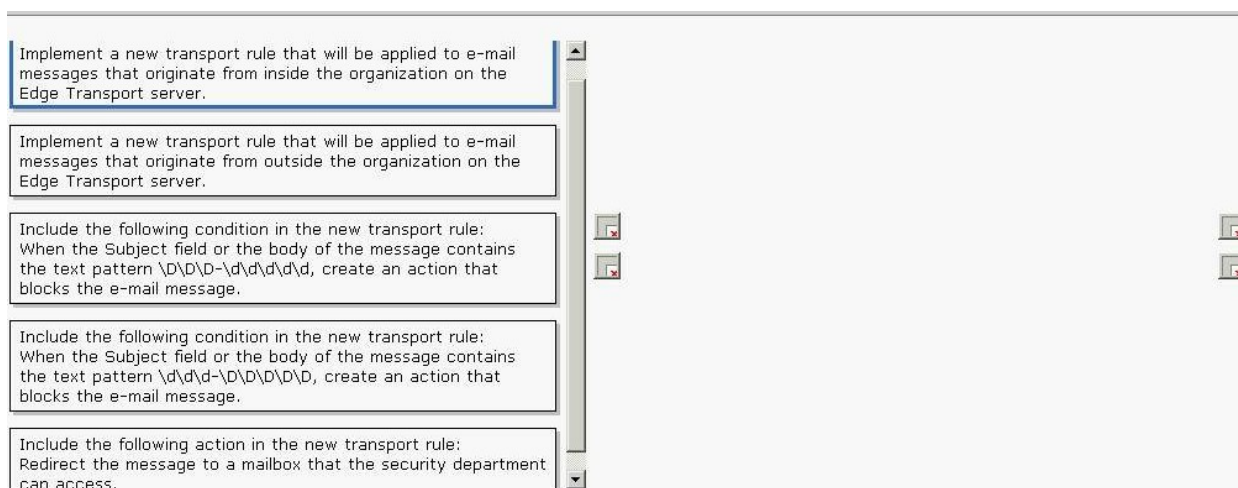 Implement a new transport rule that will be applied to e-mail
messages that originate from inside the organization on the
Edge Transport server.
Implement a new transport rule that will be applied to e-mail
messages that originate from outside the organization on the
Edge Transport server.
Include the following condition in the new transport rule:
When the Subject field or the body of the message contains
the text pattern \D\D\D-\d\d\d\d\d, create an action that
blocks the e-mail message.
Include the following condition in the new transport rule:
When the Subject field or the body of the message contains
the text pattern \d\d\d-\D\D\D\D\D, create an action that
blocks the e-mail message.
Include the following action in the new transport rule:
Redirect the message to a mailbox that the security department
can access.